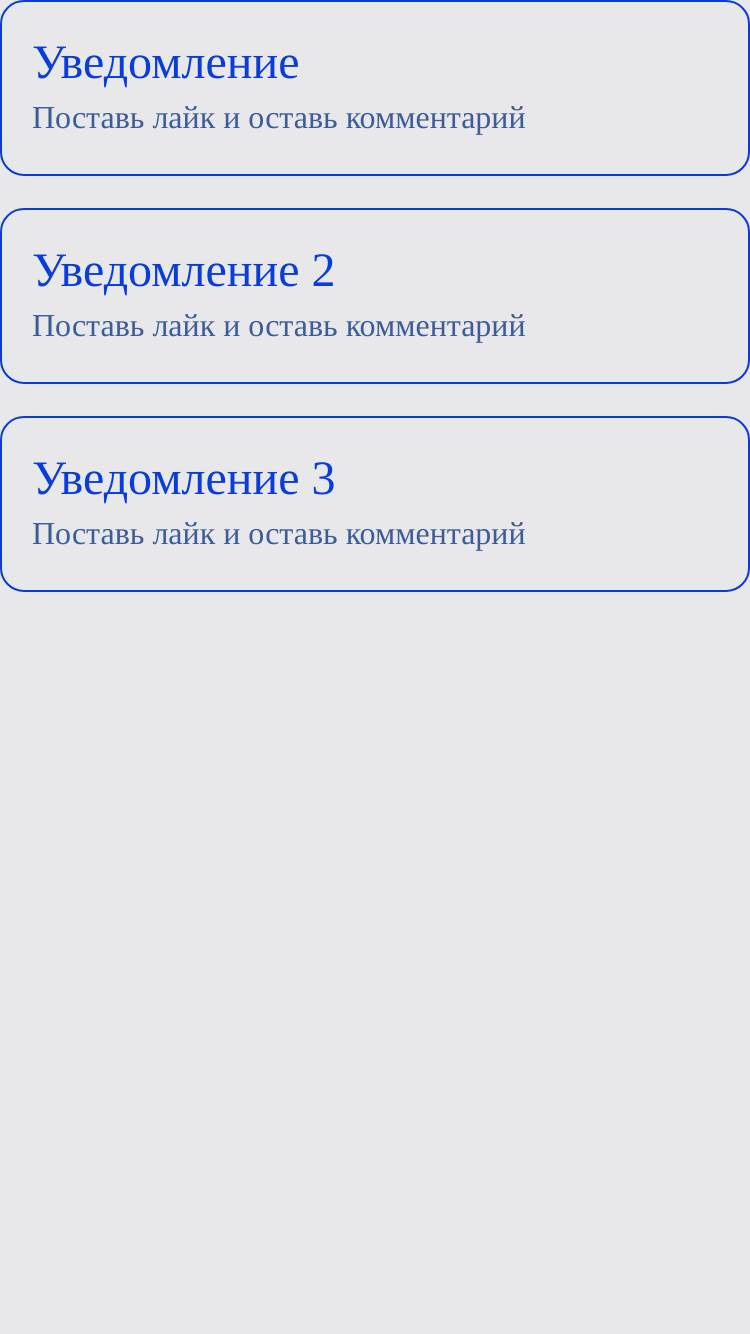 Уведомление
Поставь лайк и оставь комментарий
Уведомление 2
Поставь лайк и оставь комментарий
Уведомление 3
Поставь лайк и оставь комментарий